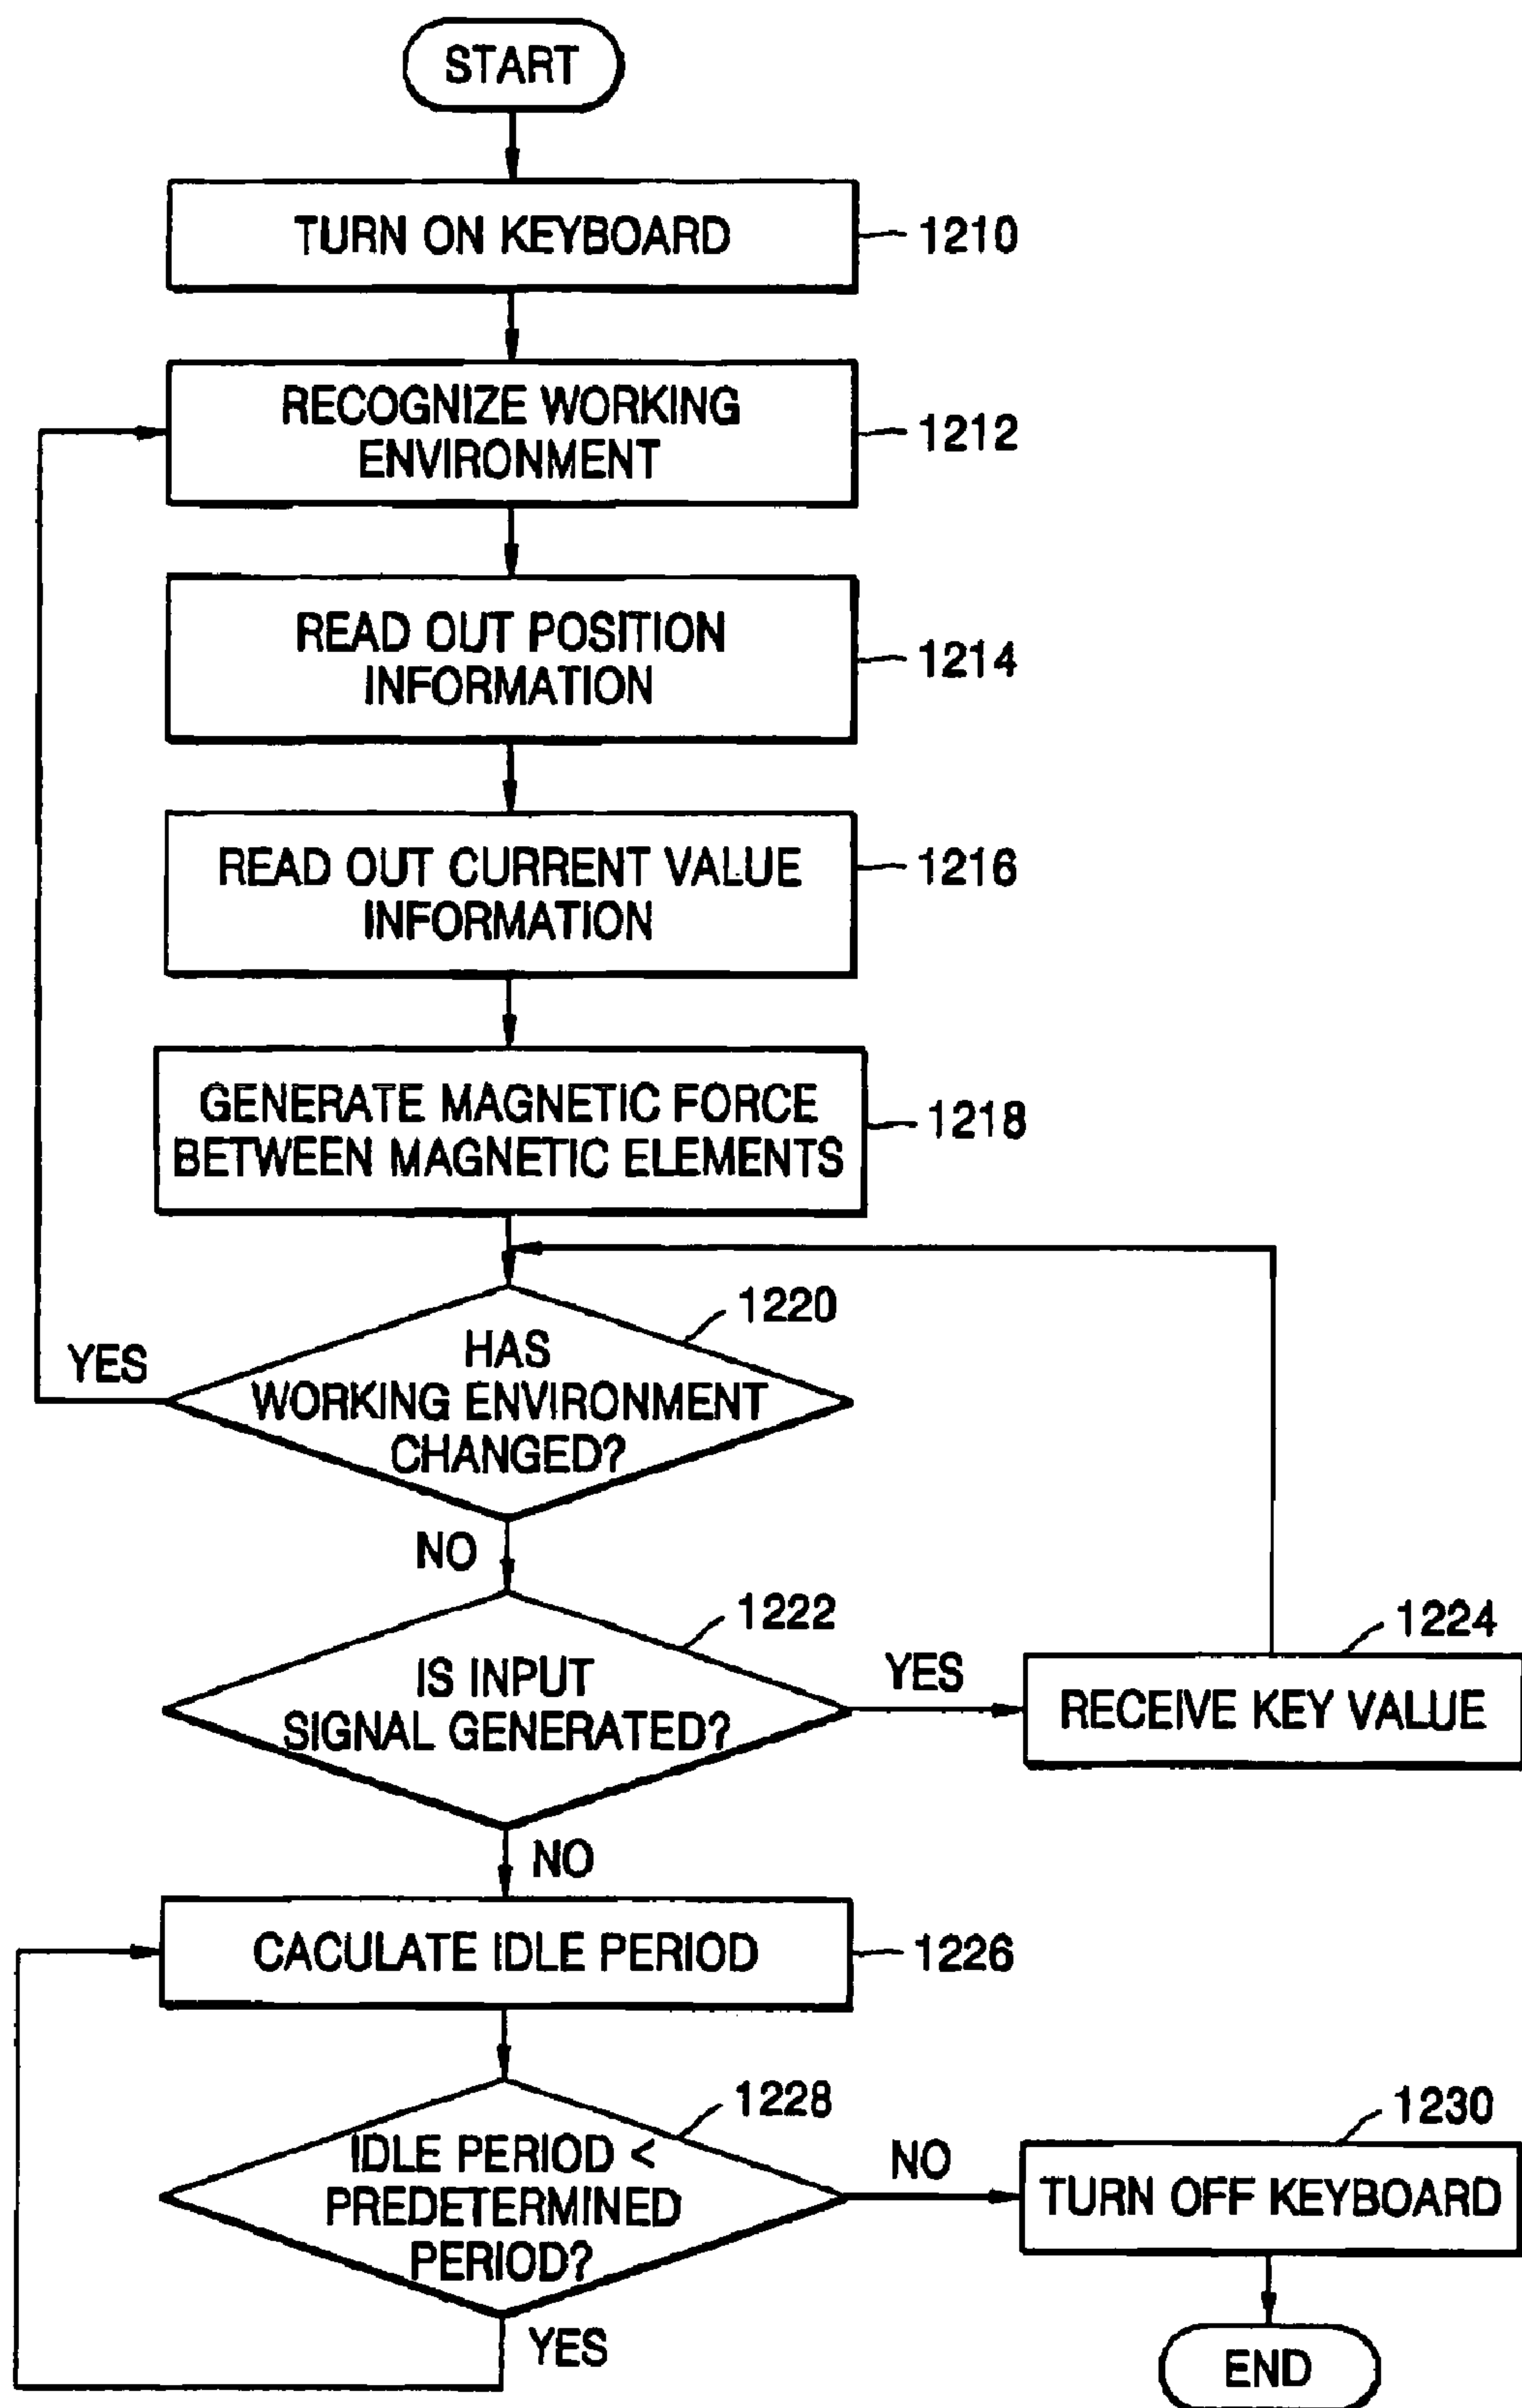 START
TURN ON KEYBOARD
1210
RECOGNIZE WORKING
ENVIRONMENT
1212
READ OUT POSITION
INFORMATION
1214
READ OUT CURRENT VALUE
INFORMATION
1216
GENERATE MAGNETIC FORCE
BETWEEN MAGNETIC ELEMENTS
1218
1220
HAS
WORKING ENVIRONMENT
CHANGED?
YES
NO
1222
IS INPUT
SIGNAL GENERATED?
YES
1224
RECEIVE KEY VALUE
NO
CACULATE IDLE PERIOD
1226
1228
IDLE PERIOD <
PREDETERMINED
PERIOD?
NO
1230
TURN OFF KEYBOARD
YES
END